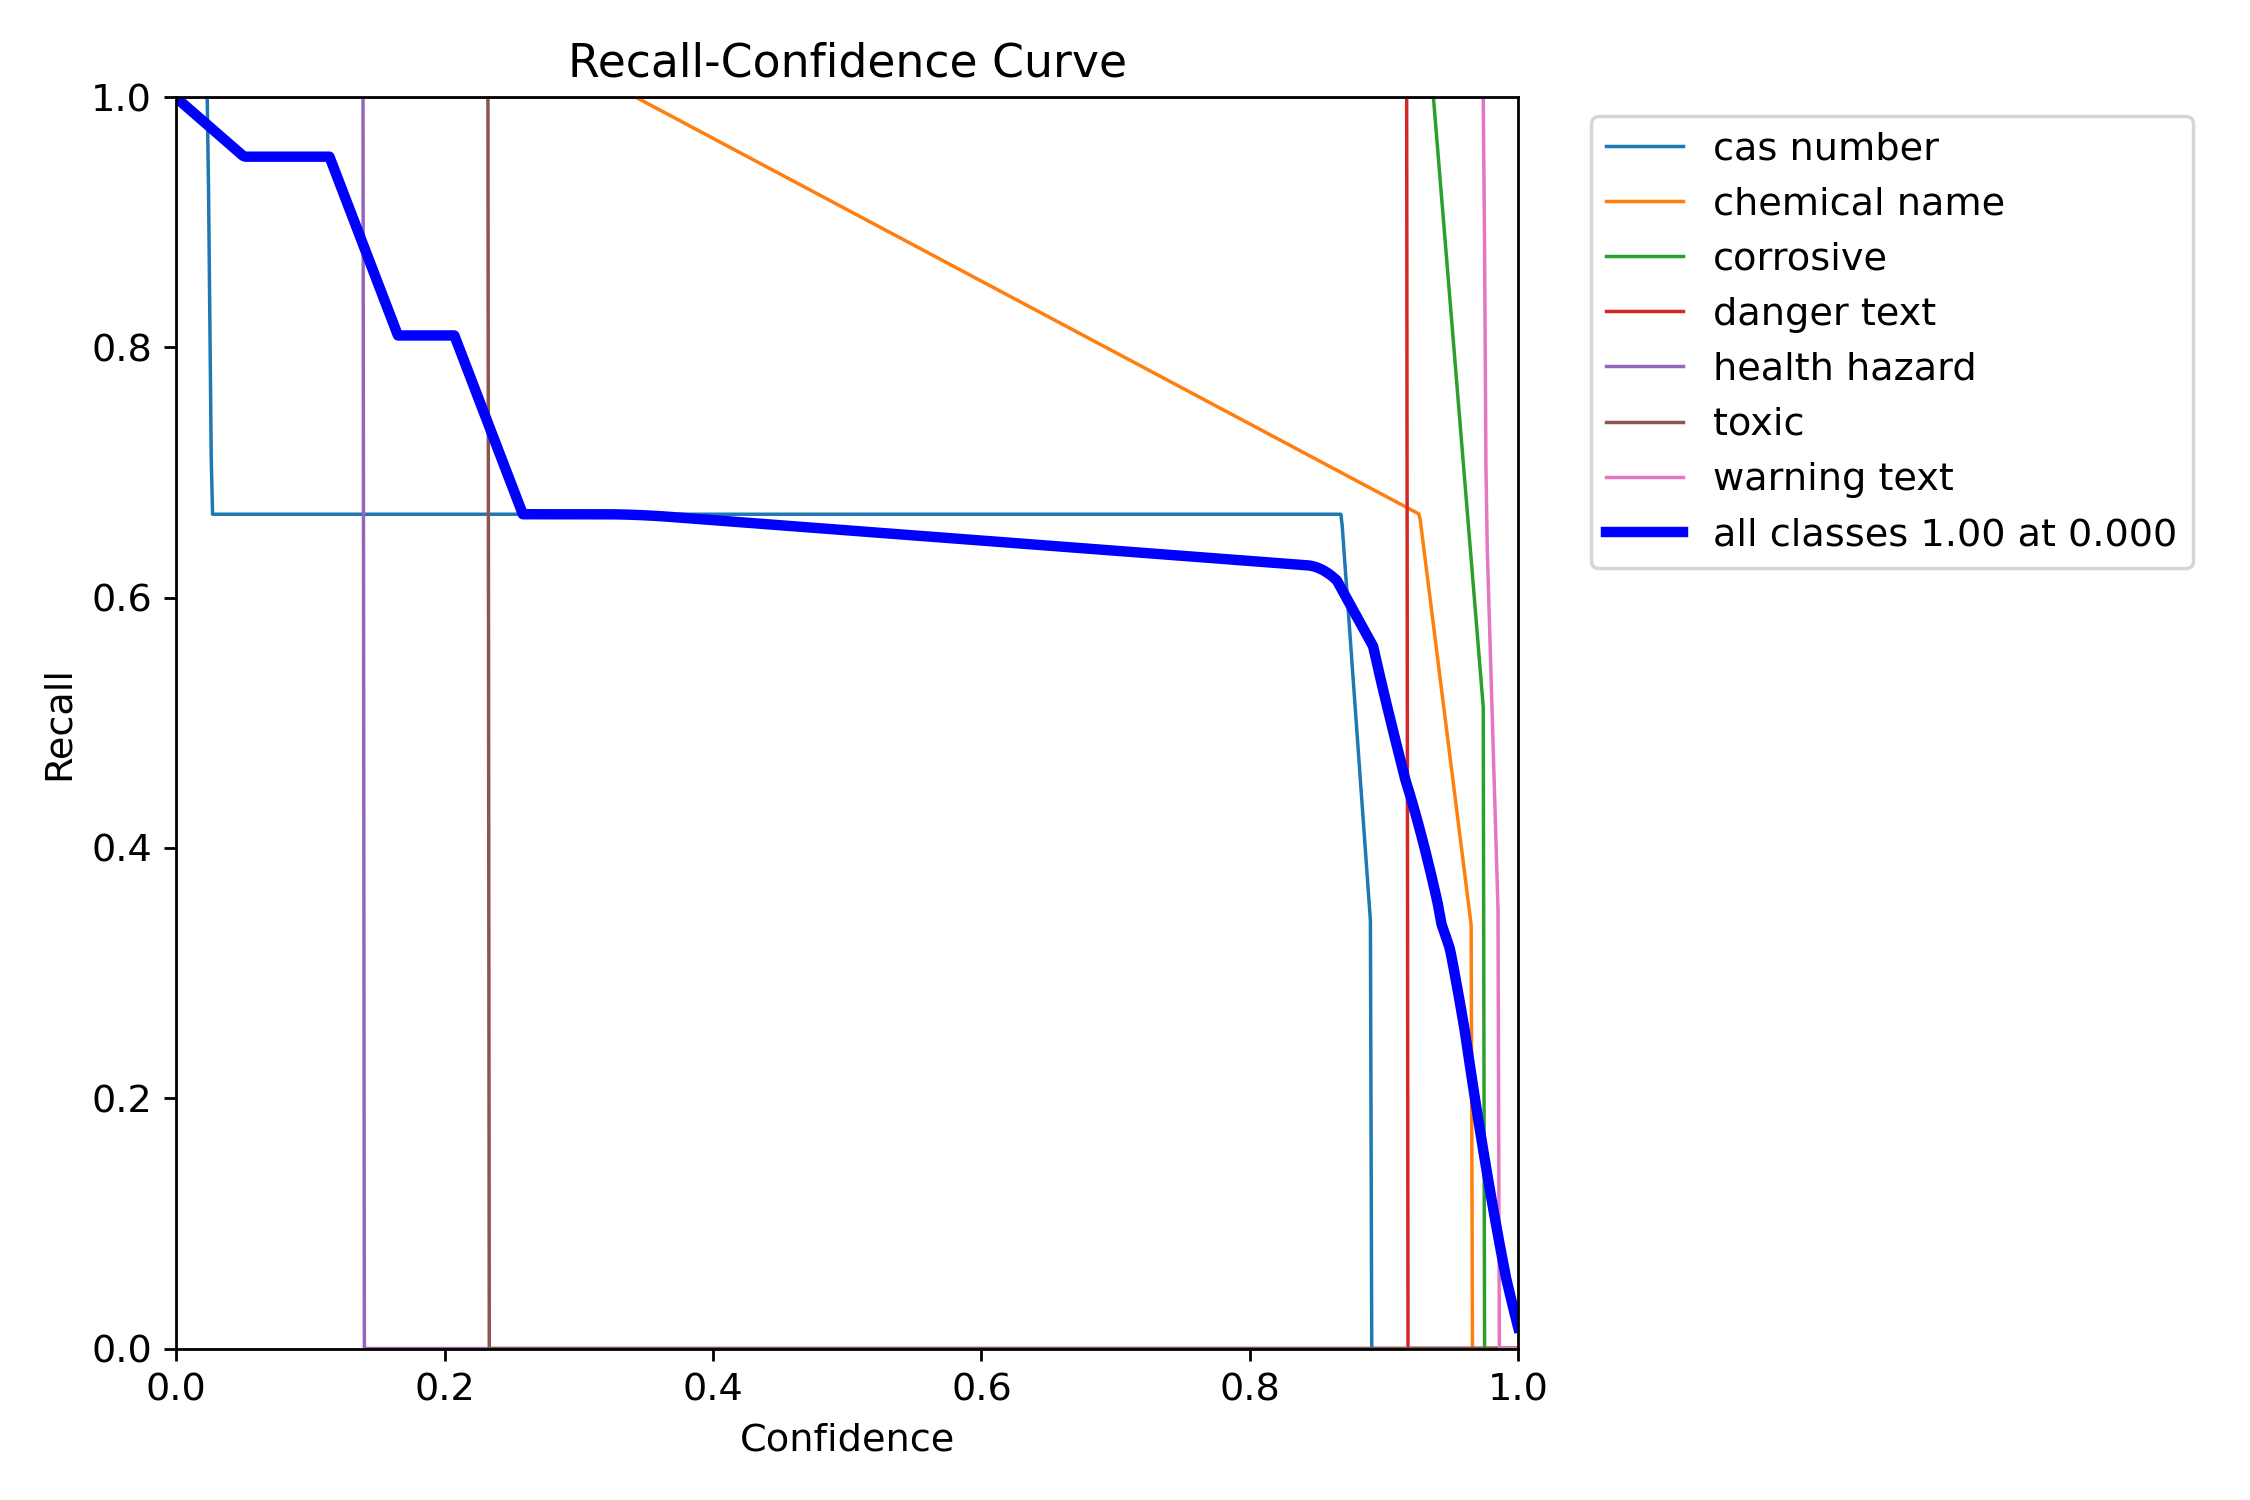 Recall-Confidence Curve
1.0
0.8
0.6
0.4
0.2
0.0
Recall
0.0 0.2 0.4 0.6 0.8 1.0
Confidence
cas number
chemical name
corrosive
danger text
health hazard
toxic
warning text
all classes 1.00 at 0.000